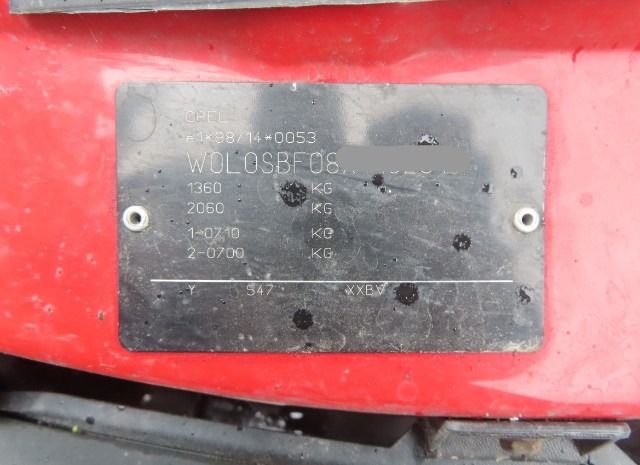 OPEL
e1*98/14*0053
W0L0SBF08
1360 KG
2060 KG
1-0710 KG
2-0700 KG
Y 547 XXBV